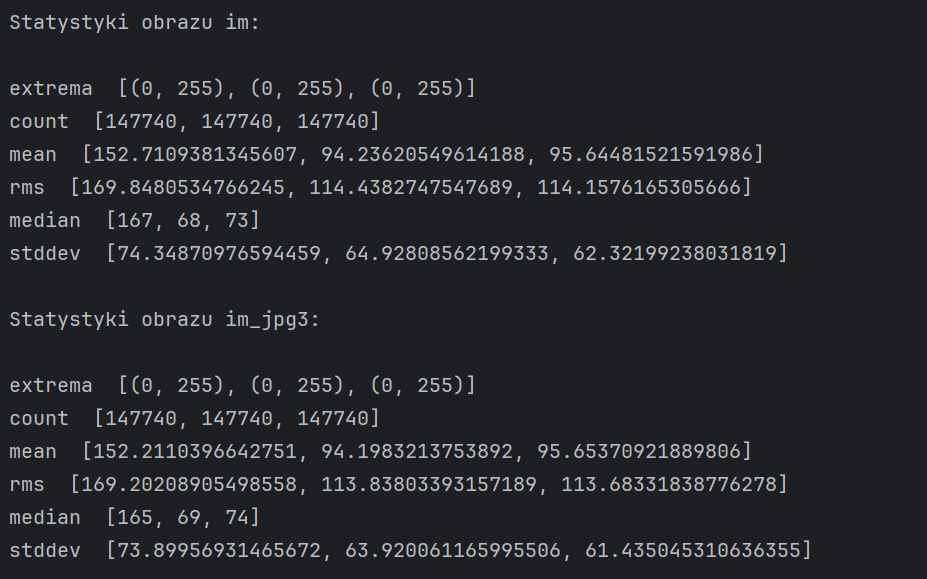 Statystyki obrazu im:
extrema  [(0, 255), (0, 255), (0, 255)]
count  [147740, 147740, 147740]
mean  [152.7109381345607, 94.23620549614188, 95.64481521591986]
rms  [169.8480534766245, 114.4382747547689, 114.1576165305666]
median  [167, 68, 73]
stddev  [74.34870976594459, 64.92808562199333, 62.32199238031819]
Statystyki obrazu im_jpg3:
extrema  [(0, 255), (0, 255), (0, 255)]
count  [147740, 147740, 147740]
mean  [152.2110396642751, 94.1983213753892, 95.65370921889806]
rms  [169.20208905498558, 113.83803393157189, 113.68331838776278]
median  [165, 69, 74]
stddev  [73.89956931465672, 63.920061165995506, 61.435045310636355]